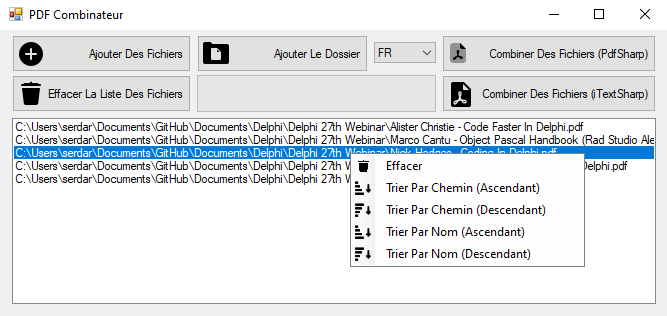 PDF Combinateur
Ajouter Des Fichiers
Ajouter Le Dossier
FR
Combiner Des Fichiers (PdfSharp)
Effacer La Liste Des Fichiers
Combiner Des Fichiers (iTextSharp)
C:\Users\serdar\Documents\GitHub\Documents\Delphi\Delphi 27th Webinar\Alister Christie - Code Faster In Delphi.pdf
C:\Users\serdar\Documents\GitHub\Documents\Delphi\Delphi 27th Webinar\Marco Cantu - Object Pascal Handbook (Rad Studio Ale
C:\Users\serdar\Documents\GitHub\Documents\Delphi\Delphi 27th Webinar\Nick Hodges - Coding In Delphi.pdf
C:\Users\serdar\Documents\GitHub\Documents\Delphi\Delphi 27th Delphi.pdf
C:\Users\serdar\Documents\GitHub\Documents\Delphi\Delphi 27th
Effacer
Trier Par Chemin (Ascendant)
Trier Par Chemin (Descendant)
Trier Par Nom (Ascendant)
Trier Par Nom (Descendant)